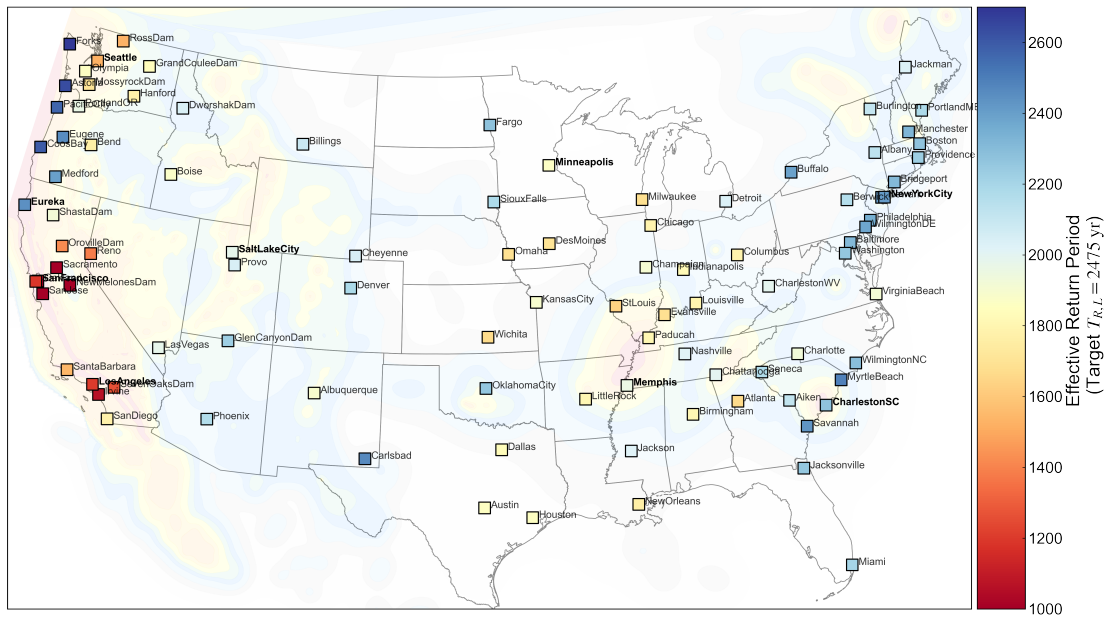 Forks
RossDam
Seattle
Olympia
GrandCouleeDam
Astoria
MossyrockDam
Hanford
PacificCity
PortlandOR
DworshakDam
Eugene
CoosBay
Bend
Billings
Fargo
Medford
Boise
Minneapolis
Eureka
ShastaDam
SiouxFalls
Milwaukee
Detroit
Buffalo
Jackman
Burlington
PortlandME
Manchester
Albany
Boston
Providence
Bridgeport
NewYorkCity
Philadelphia
WilmingtonDE
Baltimore
Washington
OrovilleDam
Reno
Sacramento
SanFrancisco
NewMelonesDam
SanJose
SaltLakeCity
Provo
Cheyenne
Denver
Omaha
DesMoines
Chicago
Champaign
Indianapolis
Columbus
CharlestonWV
VirginiaBeach
KansasCity
StLouis
Evansville
Louisville
LasVegas
GlenCanyonDam
Wichita
Paducah
Nashville
Charlotte
WilmingtonNC
SantaBarbara
LosAngeles
SevenOaksDam
Irvine
SanDiego
Phoenix
Albuquerque
OklahomaCity
LittleRock
Memphis
Chattanooga
Seneca
MyrtleBeach
Birmingham
Atlanta
Aiken
CharlestonSC
Savannah
Carlsbad
Dallas
Jackson
Jacksonville
Austin
Houston
NewOrleans
Miami
2600
2400
2200
2000
1800
1600
1400
1200
1000
Effective Return Period
(Target T_{R,L} = 2475 yr)